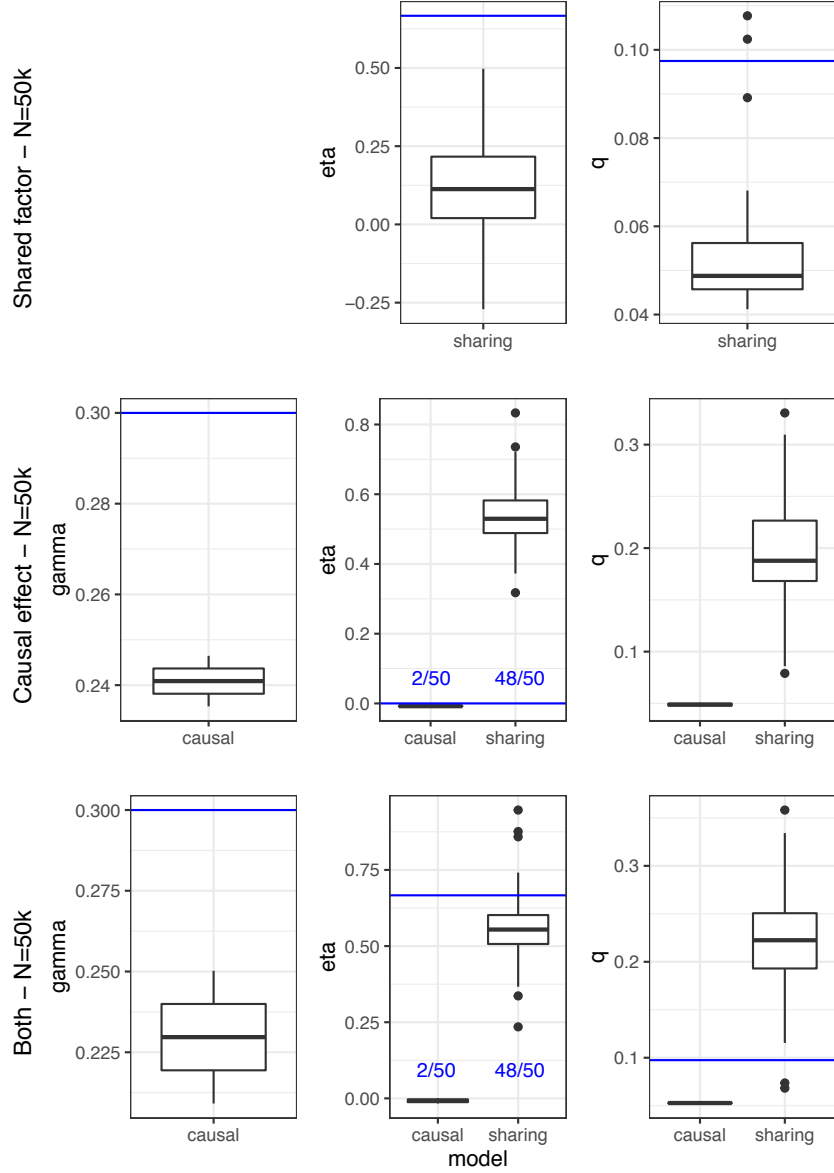 Shared factor − N=50k
eta
0.50
0.25
0.00
−0.25
sharing
q
0.10
0.08
0.06
0.04
sharing
Causal effect − N=50k
gamma
0.30
0.28
0.26
0.24
causal
eta
0.8
0.6
0.4
0.2
0.0
2/50 48/50
causal sharing
q
0.3
0.2
0.1
causal sharing
Both − N=50k
gamma
0.300
0.275
0.250
0.225
causal
eta
0.75
0.50
0.25
0.00
2/50 48/50
causal sharing
q
0.3
0.2
0.1
causal sharing
model